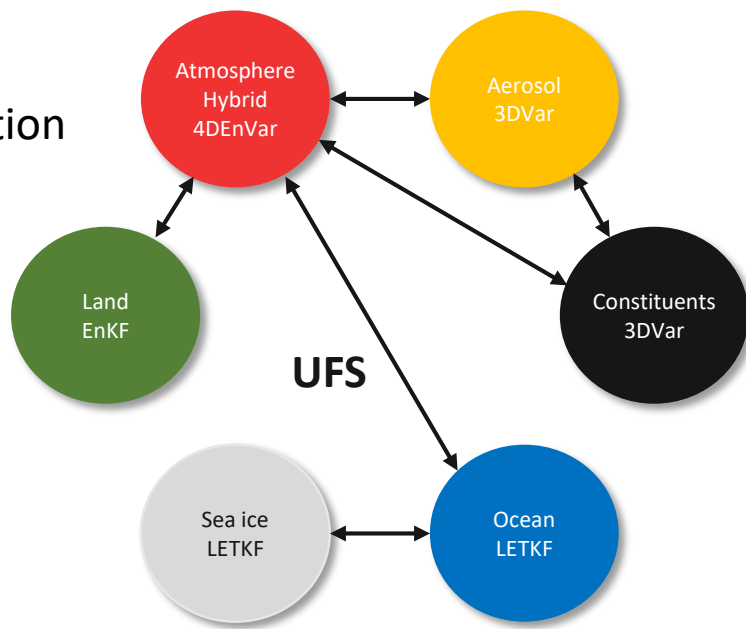 Atmosphere
Hybrid
4DEnVar
Aerosol
3DVar
tion
Land
EnKF
Constituents
3DVar
UFS
Sea ice
LETKF
Ocean
LETKF